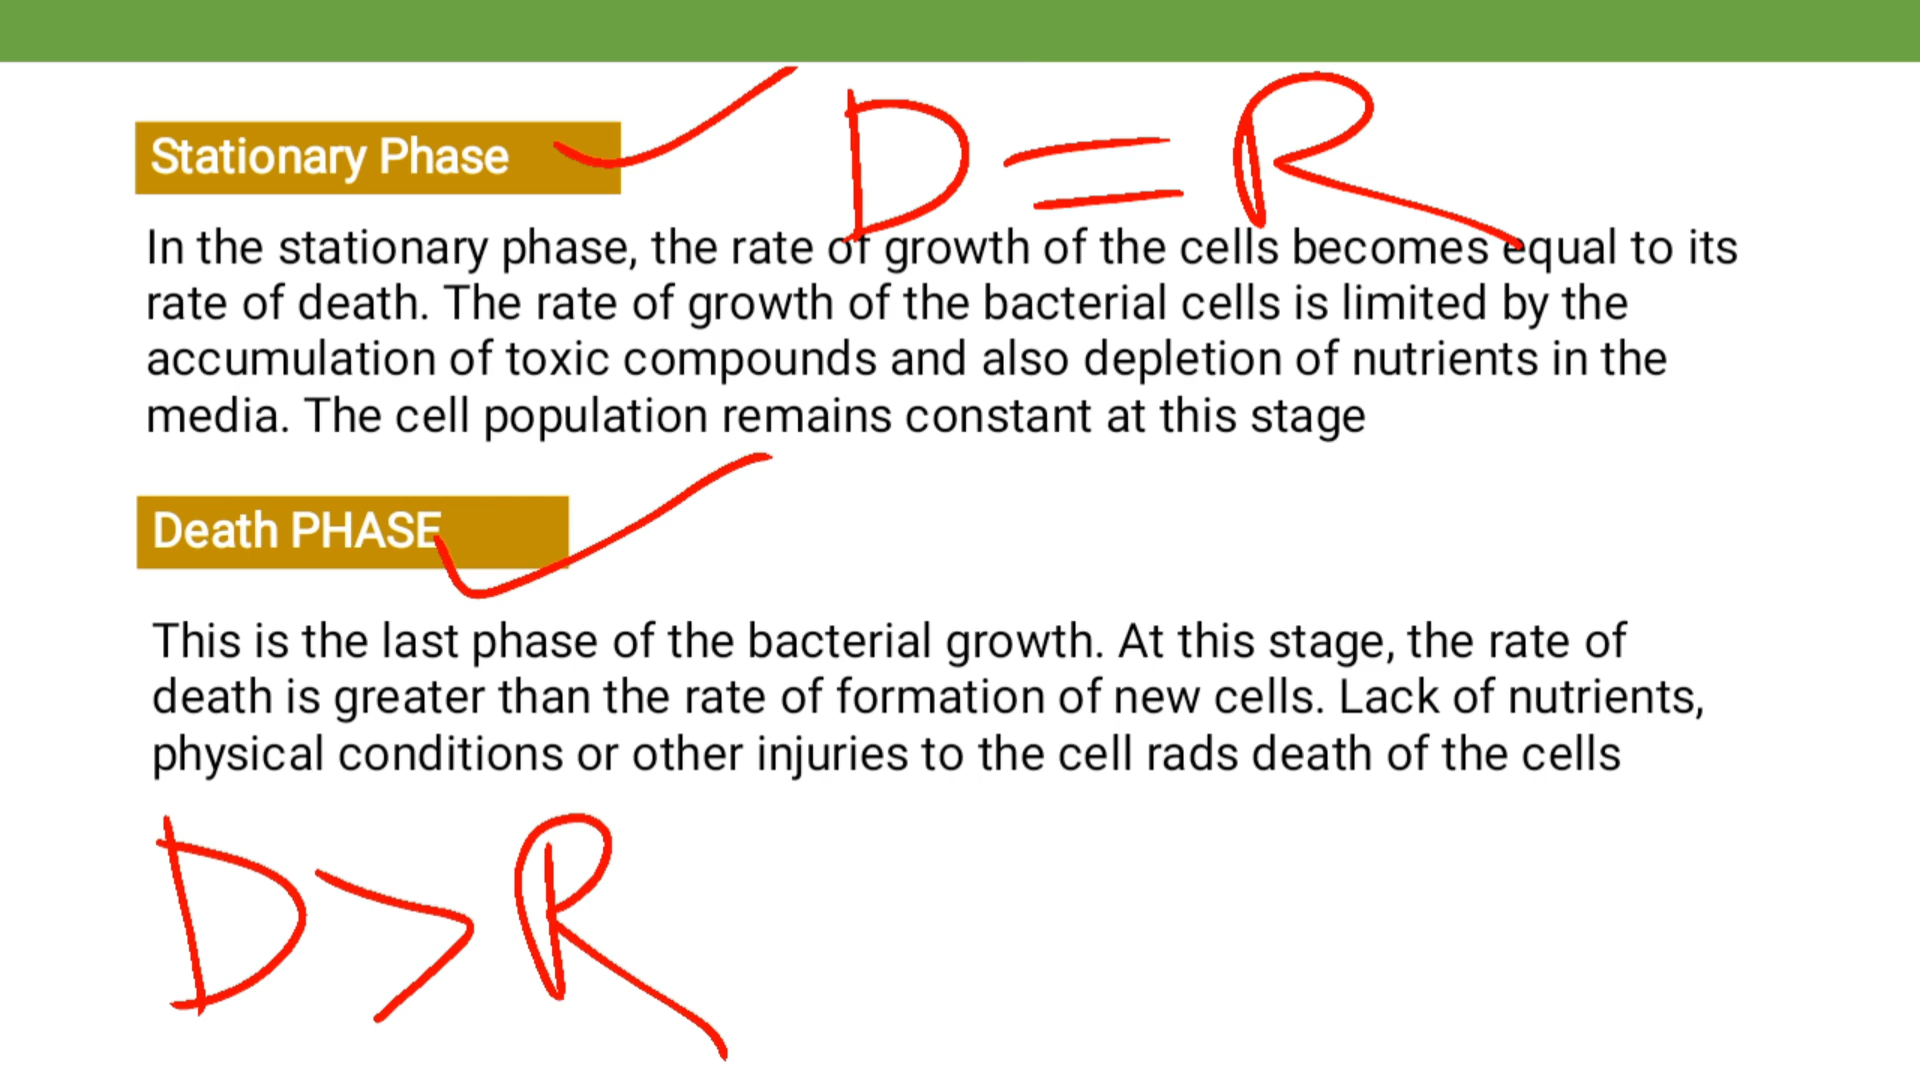 Stationary Phase
D = R
In the stationary phase, the rate of growth of the cells becomes equal to its
rate of death. The rate of growth of the bacterial cells is limited by the
accumulation of toxic compounds and also depletion of nutrients in the
media. The cell population remains constant at this stage
Death PHASE
This is the last phase of the bacterial growth. At this stage, the rate of
death is greater than the rate of formation of new cells. Lack of nutrients,
physical conditions or other injuries to the cell rads death of the cells
D > R